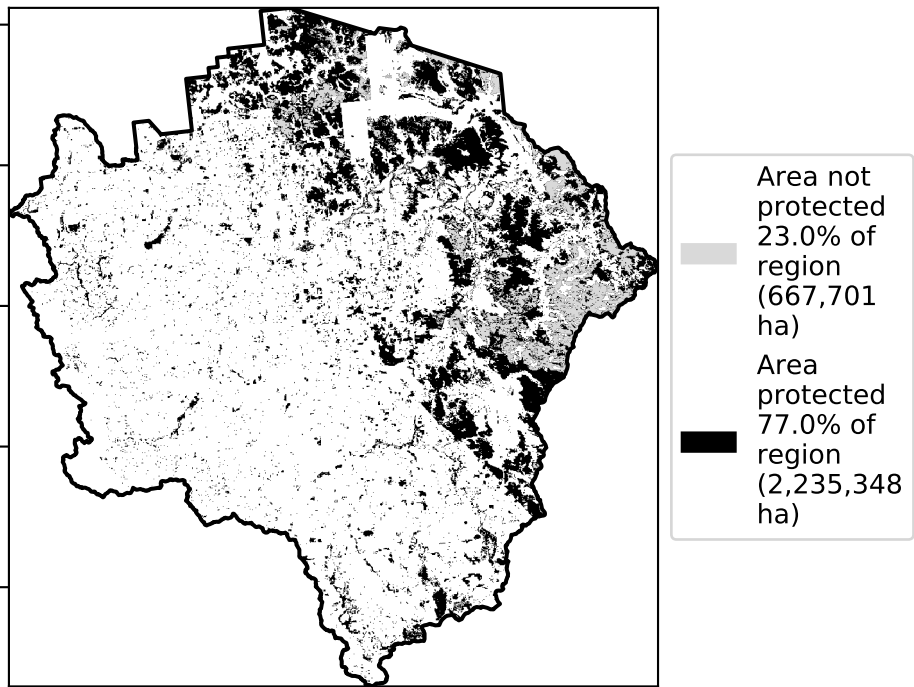 Area not
protected
23.0% of
region
(667,701
ha)
Area
protected
77.0% of
region
(2,235,348
ha)